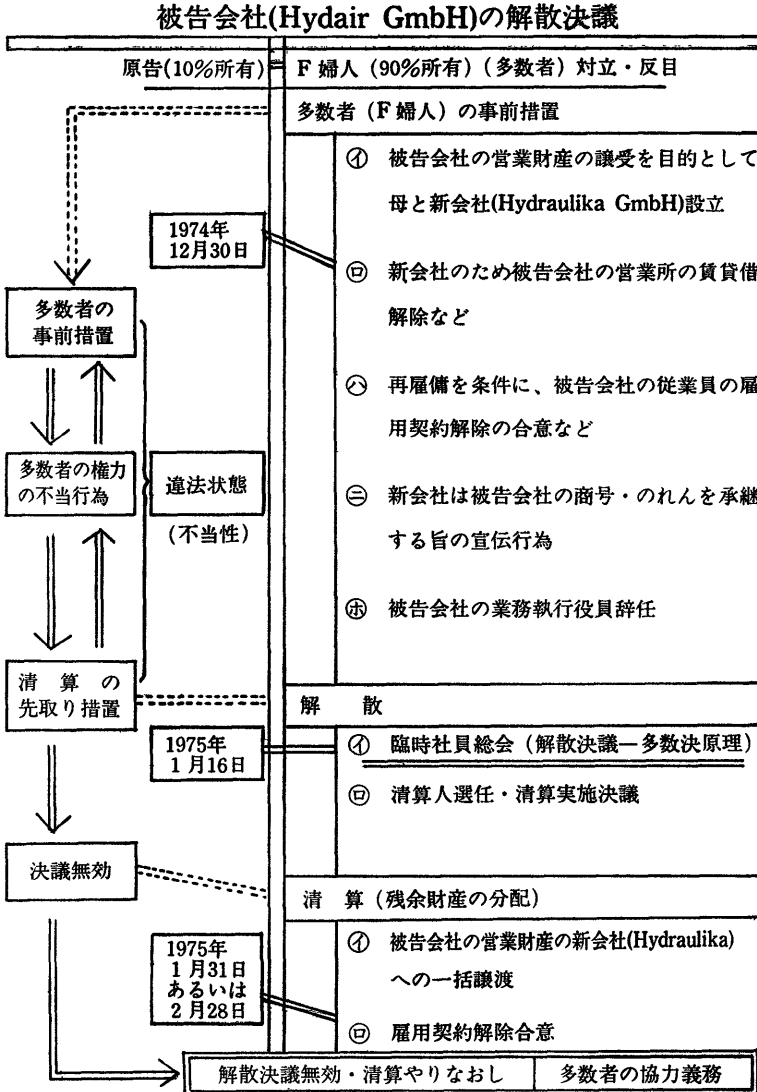 被告会社(Hydair GmbH)の解散決議
原告(10%所有)
F婦人(90%所有)(多数者)対立・反目
多数者(F婦人)の事前措置
㋑ 被告会社の営業財産の譲受を目的として
母と新会社(Hydraulika GmbH)設立
1974年
12月30日
㋺ 新会社のため被告会社の営業所の賃貸借
解除など
多数者の
事前措置
㋩ 再雇傭を条件に、被告会社の従業員の雇
用契約解除の合意など
多数者の権力
の不当行為
違法状態
(不当性)
㊁ 新会社は被告会社の商号・のれんを承継
する旨の宣伝行為
㋭ 被告会社の業務執行役員辞任
清算の
先取り措置
解散
1975年
1月16日
㋑ 臨時社員総会(解散決議—多数決原理)
㋺ 清算人選任・清算実施決議
決議無効
清算(残余財産の分配)
1975年
1月31日
あるいは
2月28日
㋑ 被告会社の営業財産の新会社(Hydraulika)
への一括譲渡
㋺ 雇用契約解除合意
解散決議無効・清算やりなおし
多数者の協力義務